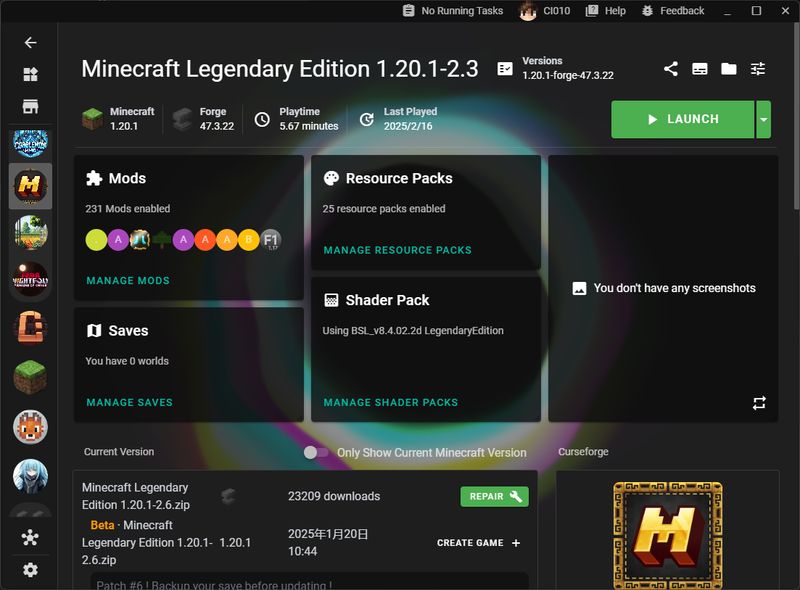 No Running Tasks
CI010
Help
Feedback
Minecraft Legendary Edition 1.20.1-2.3
Versions
1.20.1-forge-47.3.22
Minecraft
1.20.1
Forge
47.3.22
Playtime
5.67 minutes
Last Played
2025/2/16
LAUNCH
Mods
231 Mods enabled
A
A
A
A
B
F1
1.17
MANAGE MODS
Resource Packs
25 resource packs enabled
MANAGE RESOURCE PACKS
Saves
You have 0 worlds
MANAGE SAVES
Shader Pack
Using BSL_v8.4.02.2d LegendaryEdition
MANAGE SHADER PACKS
You don't have any screenshots
Current Version
Only Show Current Minecraft Version
Curseforge
Minecraft Legendary
Edition 1.20.1-2.6.zip
23209 downloads
REPAIR
Beta · Minecraft
Legendary Edition 1.20.1-
2.6.zip
1.20.1
2025年1月20日
10:44
CREATE GAME +
Patch #6 ! Backup your save before updating !